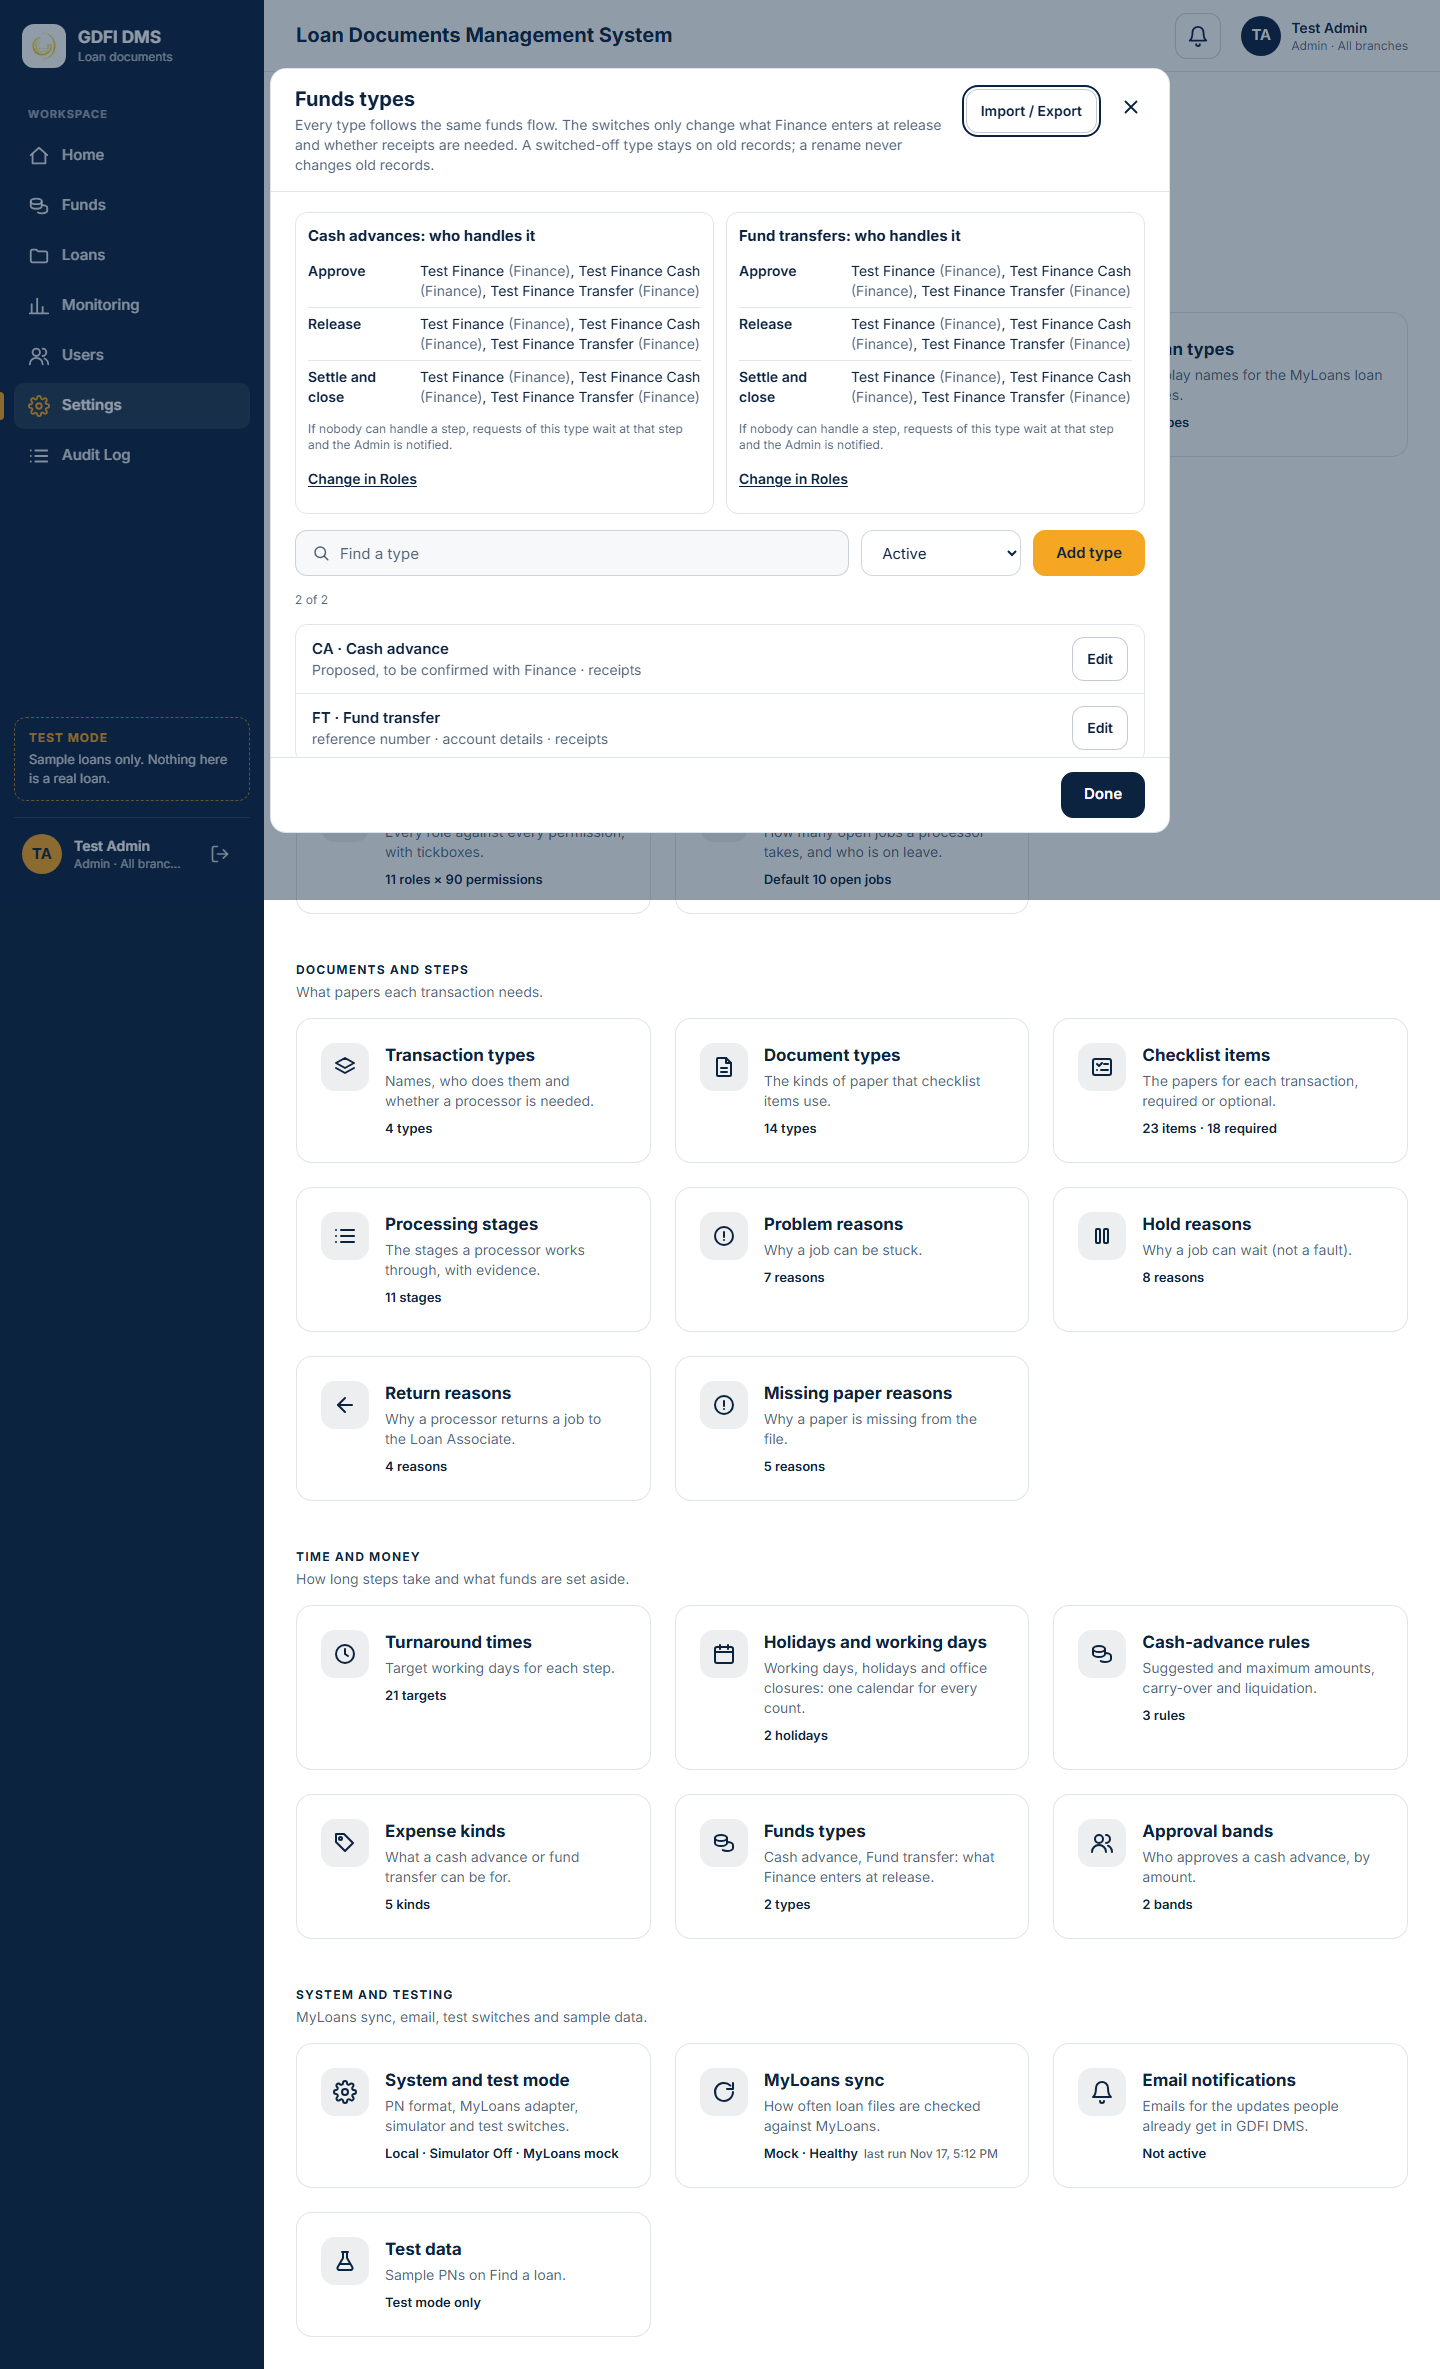 GDFI DMS
Loan documents
WORKSPACE
Home
Funds
Loans
Monitoring
Users
Settings
Audit Log
TEST MODE
Sample loans only. Nothing here
is a real loan.
TA
Test Admin
Admin · All branc...
Loan Documents Management System
TA
Test Admin
Admin · All branches
Funds types
Every type follows the same funds flow. The switches only change what Finance enters at release
and whether receipts are needed. A switched-off type stays on old records; a rename never
changes old records.
Import / Export
Cash advances: who handles it
Approve
Test Finance (Finance), Test Finance Cash
(Finance), Test Finance Transfer (Finance)
Release
Test Finance (Finance), Test Finance Cash
(Finance), Test Finance Transfer (Finance)
Settle and
close
Test Finance (Finance), Test Finance Cash
(Finance), Test Finance Transfer (Finance)
If nobody can handle a step, requests of this type wait at that step
and the Admin is notified.
Change in Roles
Fund transfers: who handles it
Approve
Test Finance (Finance), Test Finance Cash
(Finance), Test Finance Transfer (Finance)
Release
Test Finance (Finance), Test Finance Cash
(Finance), Test Finance Transfer (Finance)
Settle and
close
Test Finance (Finance), Test Finance Cash
(Finance), Test Finance Transfer (Finance)
If nobody can handle a step, requests of this type wait at that step
and the Admin is notified.
Change in Roles
Find a type
Active
Add type
2 of 2
CA · Cash advance
Proposed, to be confirmed with Finance · receipts
Edit
FT · Fund transfer
reference number · account details · receipts
Edit
Done
an types
play names for the MyLoans loan
Every role against every permission,
with tickboxes.
11 roles × 90 permissions
How many open jobs a processor
takes, and who is on leave.
Default 10 open jobs
DOCUMENTS AND STEPS
What papers each transaction needs.
Transaction types
Names, who does them and
whether a processor is needed.
4 types
Document types
The kinds of paper that checklist
items use.
14 types
Checklist items
The papers for each transaction,
required or optional.
23 items · 18 required
Processing stages
The stages a processor works
through, with evidence.
11 stages
Problem reasons
Why a job can be stuck.
7 reasons
Hold reasons
Why a job can wait (not a fault).
8 reasons
Return reasons
Why a processor returns a job to
the Loan Associate.
4 reasons
Missing paper reasons
Why a paper is missing from the
file.
5 reasons
TIME AND MONEY
How long steps take and what funds are set aside.
Turnaround times
Target working days for each step.
21 targets
Holidays and working days
Working days, holidays and office
closures: one calendar for every
count.
2 holidays
Cash-advance rules
Suggested and maximum amounts,
carry-over and liquidation.
3 rules
Expense kinds
What a cash advance or fund
transfer can be for.
5 kinds
Funds types
Cash advance, Fund transfer: what
Finance enters at release.
2 types
Approval bands
Who approves a cash advance, by
amount.
2 bands
SYSTEM AND TESTING
MyLoans sync, email, test switches and sample data.
System and test mode
PN format, MyLoans adapter,
simulator and test switches.
Local · Simulator Off · MyLoans mock
MyLoans sync
How often loan files are checked
against MyLoans.
Mock · Healthy last run Nov 17, 5:12 PM
Email notifications
Emails for the updates people
already get in GDFI DMS.
Not active
Test data
Sample PNs on Find a loan.
Test mode only